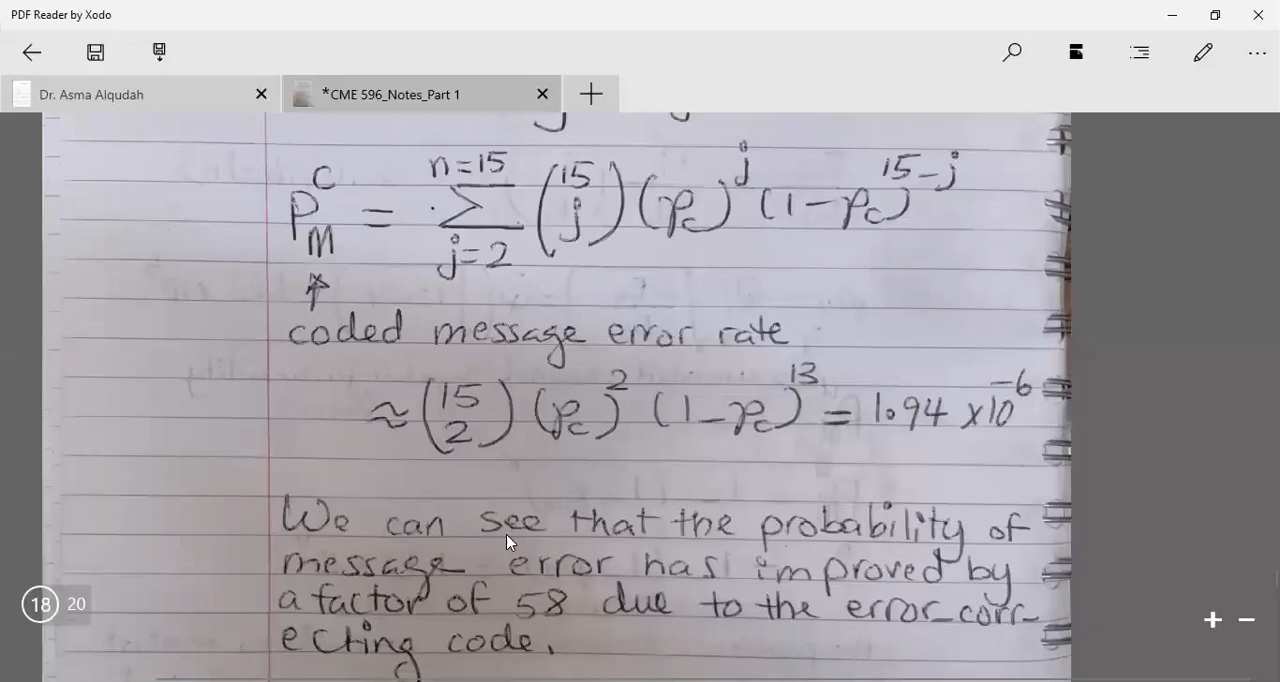 PDF Reader by Xodo
Dr. Asma Alqudah
*CME 596_Notes_Part 1
P_M^C = Σ_{j=2}^{n=15} (15 j) (p_c)^j (1-p_c)^{15-j}
coded message error rate
≈ (15 2) (p_c)^2 (1-p_c)^{13} = 1.94 x10^{-6}
We can see that the probability of
message error has improved by
a factor of 58 due to the error-corr-
ecting code.
18 20